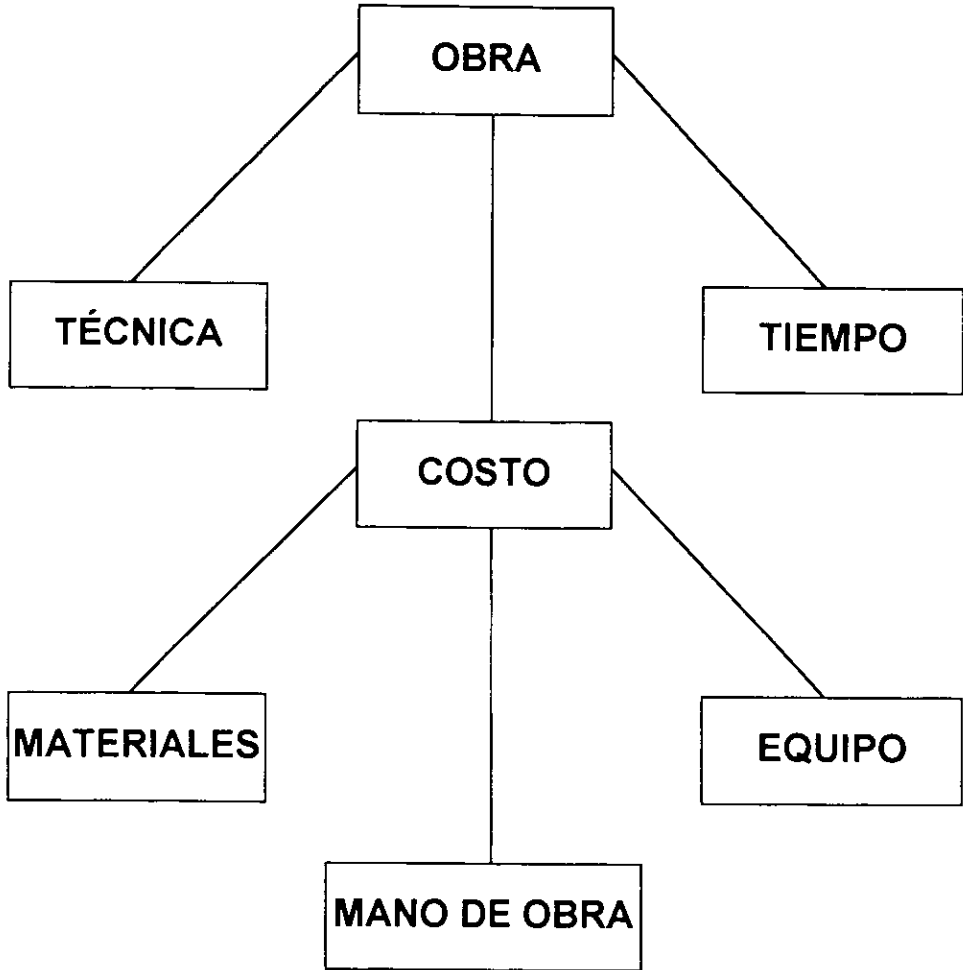 OBRA
TÉCNICA
TIEMPO
COSTO
MATERIALES
EQUIPO
MANO DE OBRA